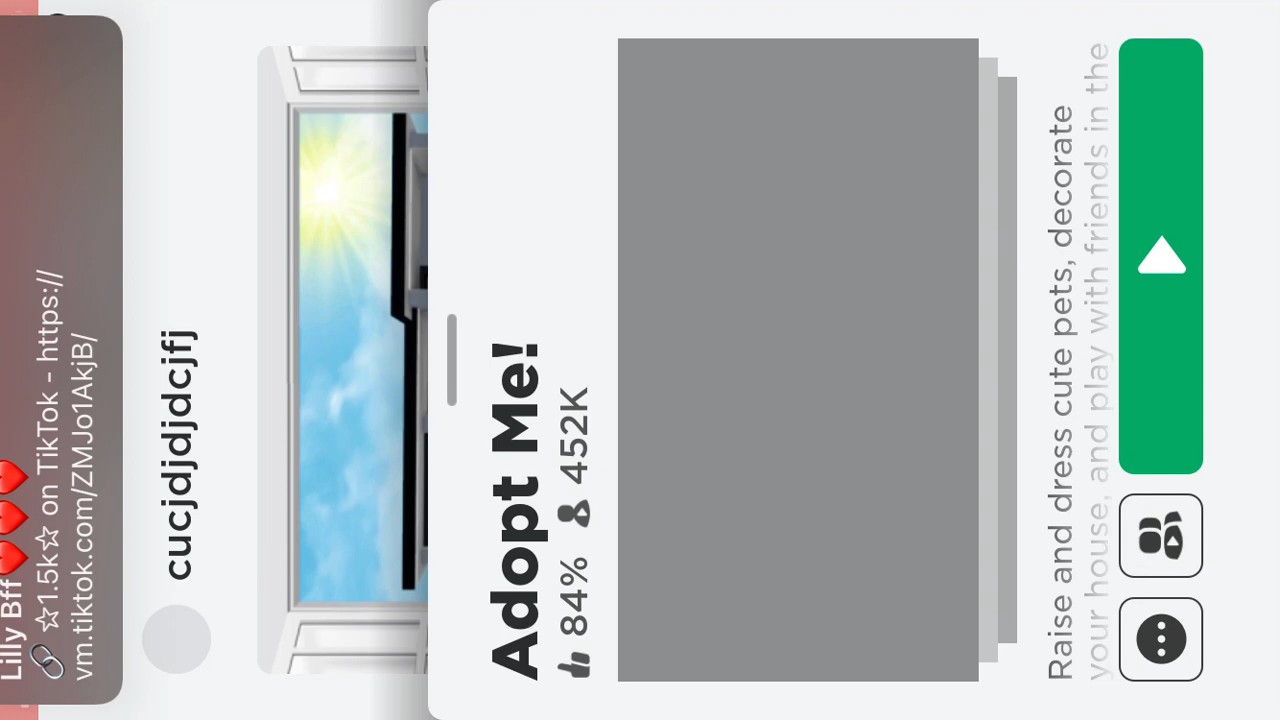 Lilly Bff❤️❤️❤️
🔗 ☆1.5k☆ on TikTok - https://
vm.tiktok.com/ZMJo1AkjB/
cucjdjdjdcjfj
Adopt Me!
84% 452K
Raise and dress cute pets, decorate
your house, and play with friends in the